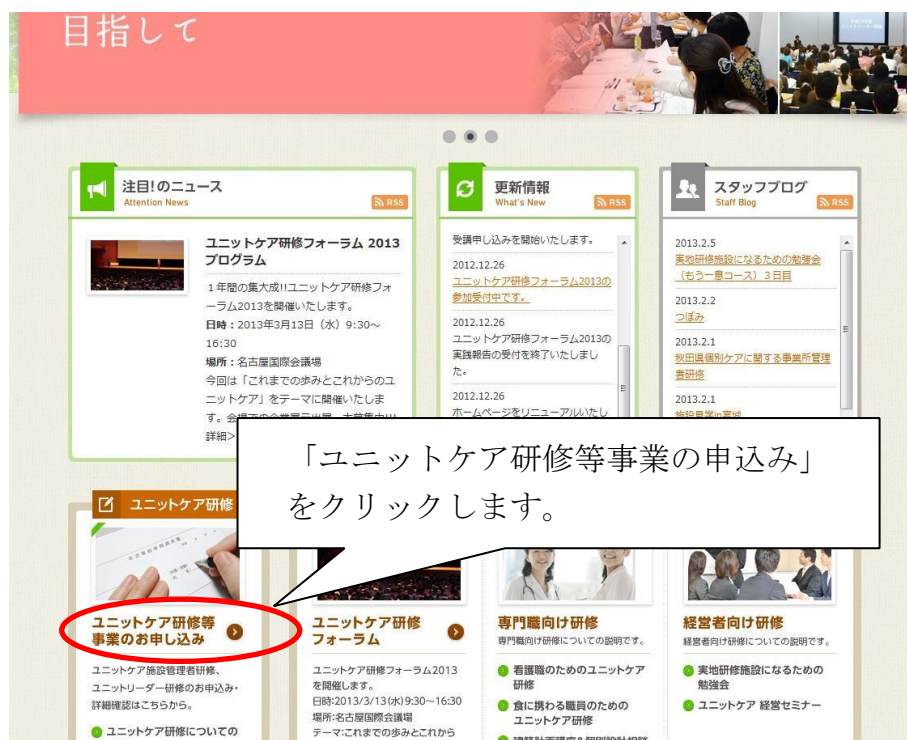 目指して
注目!のニュース
Attention News
RSS
ユニットケア研修フォーラム 2013
プログラム
1年間の集大成!!ユニットケア研修フォ
ーラム2013を開催いたします。
日時：2013年3月13日（水）9:30～
16:30
場所：名古屋国際会議場
今回は「これまでの歩みとこれからのユ
ニットケア」をテーマに開催いたしま
詳細>
更新情報
What's New
RSS
受講申し込みを開始いたします。
2012.12.26
ユニットケア研修フォーラム2013の
参加受付中です。
2012.12.26
ユニットケア研修フォーラム2013の
実践報告の受付を終了いたしまし
た。
2012.12.26
ホームページをリニューアルいたし
スタッフブログ
Staff Blog
RSS
2013.2.5
実地研修施設になるための勉強会
（もう一息コース）３日目
2013.2.2
つぼみ
2013.2.1
秋田県個別ケアに関する事業所管理
者研修
2013.2.1
「ユニットケア研修等事業の申込み」
をクリックします。
ユニットケア研修
ユニットケア研修等
事業のお申し込み
ユニットケア施設管理者研修、
ユニットリーダー研修のお申込み・
詳細確認はこちらから。
ユニットケア研修についての
ユニットケア研修
フォーラム
ユニットケア研修フォーラム2013
を開催します。
日時:2013/3/13(水)9:30～16:30
場所:名古屋国際会議場
テーマ:これまでの歩みとこれから
専門職向け研修
専門職向け研修についての説明です。
看護職のためのユニットケア
研修
食に携わる職員のための
ユニットケア研修
経営者向け研修
経営者向け研修についての説明です。
実地研修施設になるための
勉強会
ユニットケア 経営セミナー